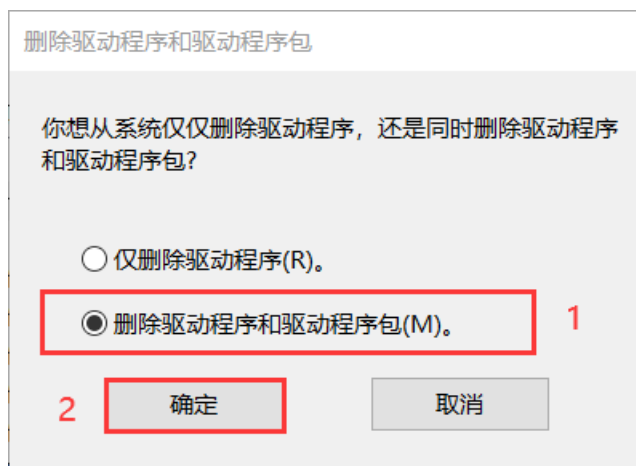 删除驱动程序和驱动程序包
你想从系统仅仅删除驱动程序，还是同时删除驱动程序
和驱动程序包?
仅删除驱动程序(R)。
删除驱动程序和驱动程序包(M)。
1
2
确定
取消